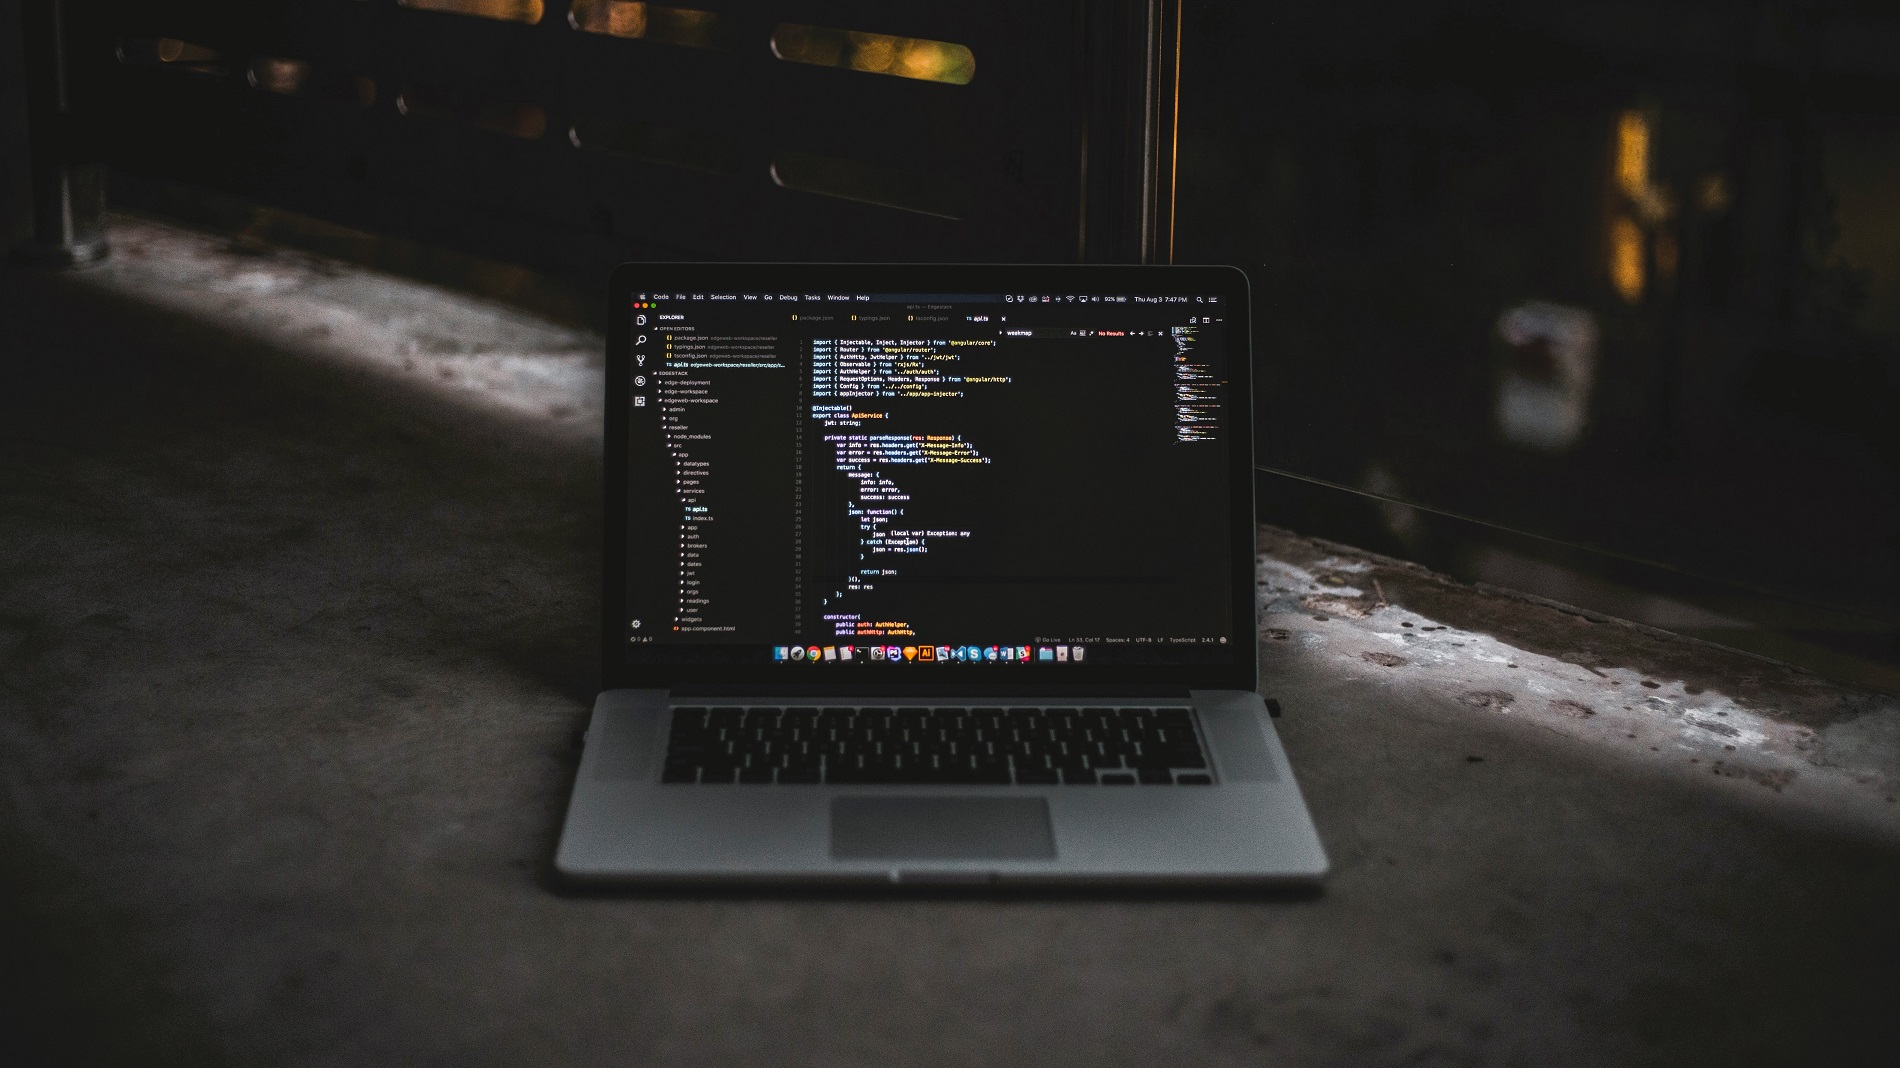 Code File Edit Selection View Go Debug Tasks Window Help 92% Thu Aug 3 7:47 PM
api.ts — Edgestack
EXPLORER
package.json typings.json tsconfig.json TS api.ts
OPEN EDITORS
package.json edgeweb-workspace/reseller
typings.json edgeweb-workspace/reseller
tsconfig.json edgeweb-workspace/reseller
TS api.ts edgeweb-workspace/reseller/src/app/s...
EDGESTACK
edge-deployment
edge-workspace
edgeweb-workspace
admin
org
reseller
node_modules
src
app
datatypes
directives
pages
services
api
TS api.ts
TS index.ts
app
auth
brokers
data
dates
jwt
login
orgs
readings
user
widgets
app.component.html
weakmap Aa No Results
import { Injectable, Inject, Injector } from '@angular/core';
import { Router } from '@angular/router';
import { AuthHttp, JwtHelper } from '../jwt/jwt';
import { Observable } from 'rxjs/Rx';
import { AuthHelper } from '../auth/auth';
import { RequestOptions, Headers, Response } from '@angular/http';
import { Config } from '../../config';
import { appInjector } from '../app/app-injector';
@Injectable()
export class ApiService {
jwt: string;
private static parseResponse(res: Response) {
var info = res.headers.get("X-Message-Info");
var error = res.headers.get("X-Message-Error");
var success = res.headers.get("X-Message-Success");
return {
message: {
info: info,
error: error,
success: success
},
json: function() {
let json;
try {
json (local var) Exception: any
} catch (Exception) {
json = res.json();
}
return json;
}(),
res: res
};
}
constructor(
public auth: AuthHelper,
public authHttp: AuthHttp,
0 0 Go Live Ln 33, Col 17 Spaces: 4 UTF-8 LF TypeScript 2.4.1
Ai